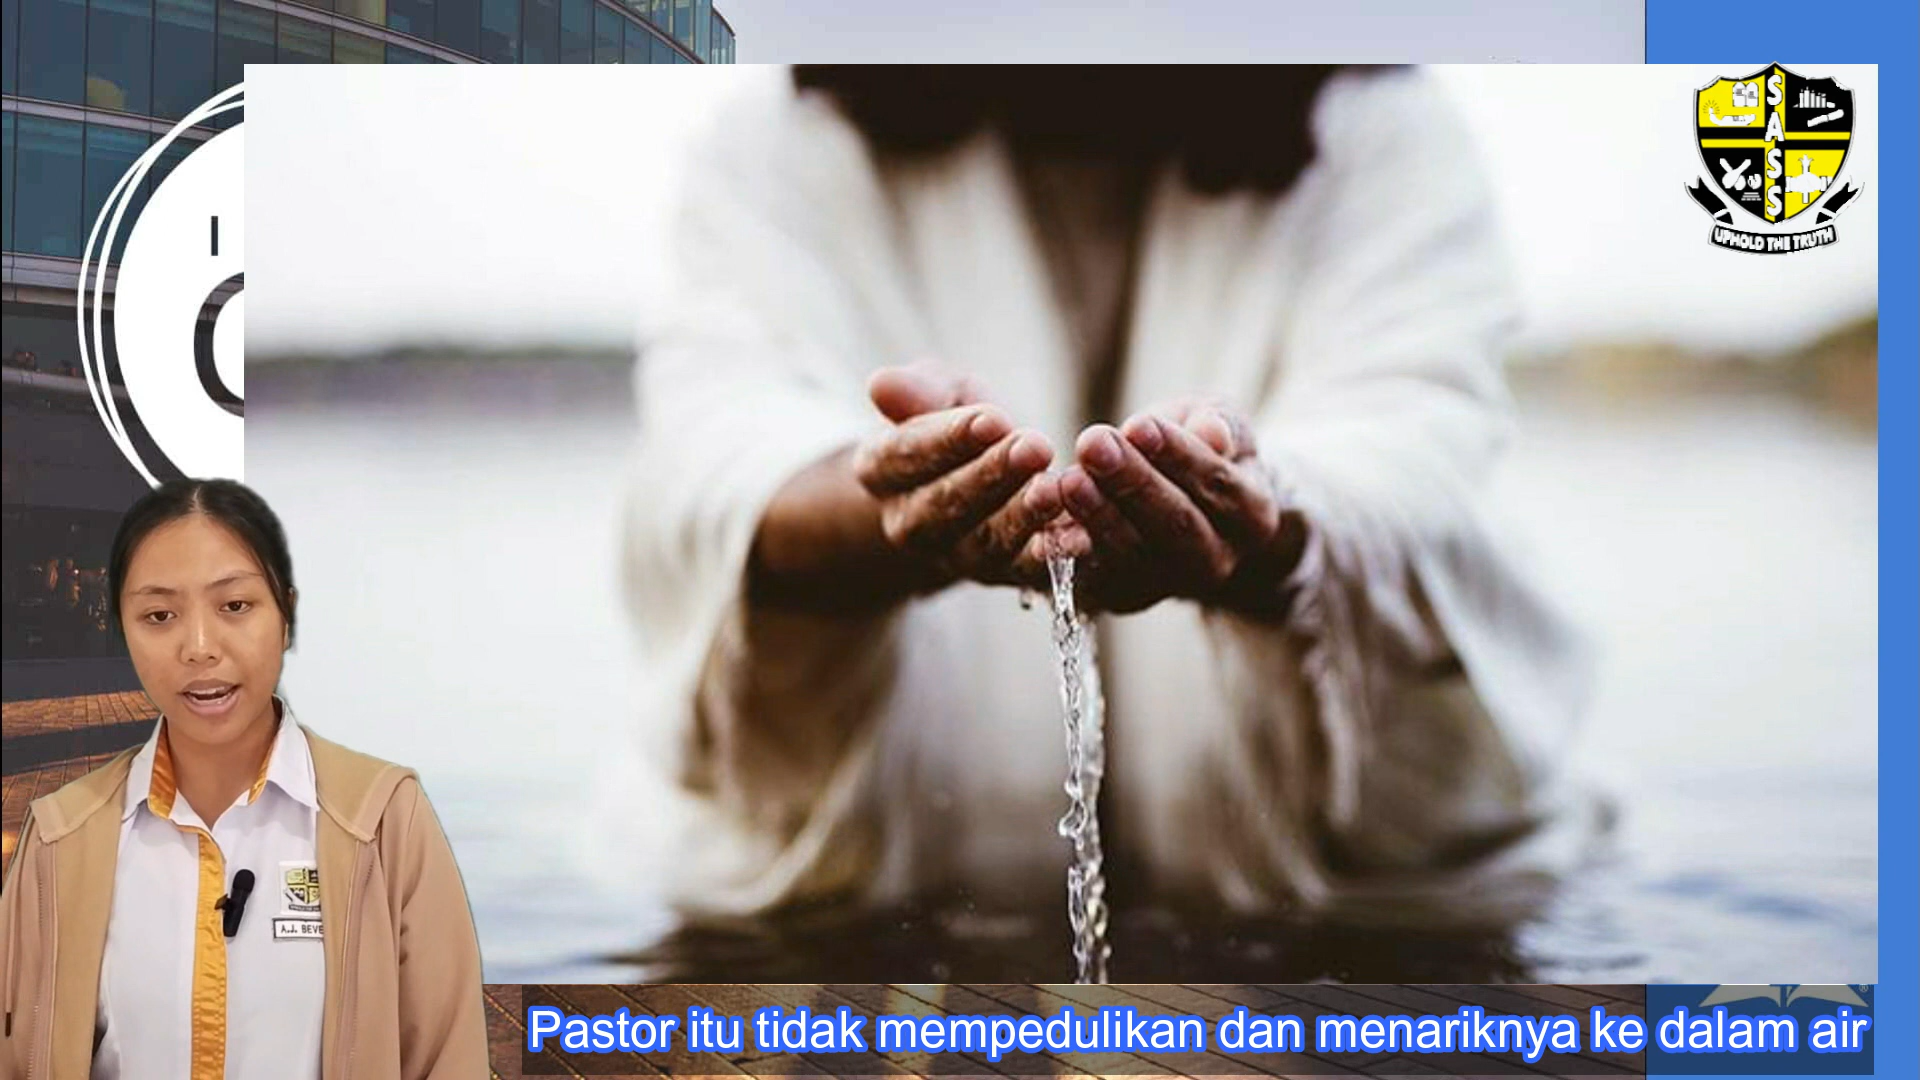 I
SASS
UPHOLD THE TRUTH
A.J. BEVE
Pastor itu tidak mempedulikan dan menariknya ke dalam air